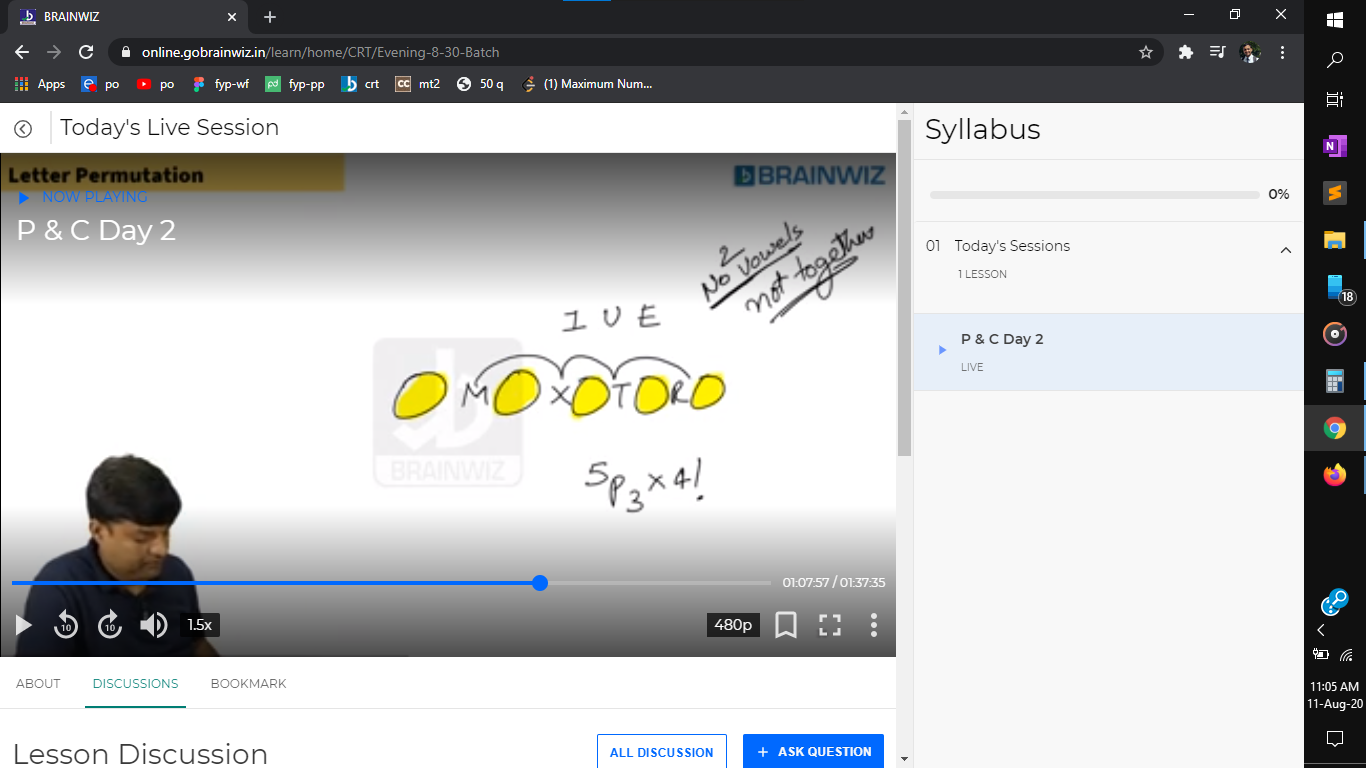 BRAINWIZ
online.gobrainwiz.in/learn/home/CRT/Evening-8-30-Batch
Apps po po fyp-wf fyp-pp crt CC mt2 50 q (1) Maximum Num...
Today's Live Session
Letter Permutation
BRAINWIZ
NOW PLAYING
P & C Day 2
No 2 vowels
not together
I U E
M X T R
BRAINWIZ
5P3 × 4!
01:07:57 / 01:37:35
10 10 1.5x 480p
ABOUT DISCUSSIONS BOOKMARK
Lesson Discussion
ALL DISCUSSION
+ ASK QUESTION
Syllabus
0%
01 Today's Sessions
1 LESSON
P & C Day 2
LIVE
N
18
11:05 AM
11-Aug-20